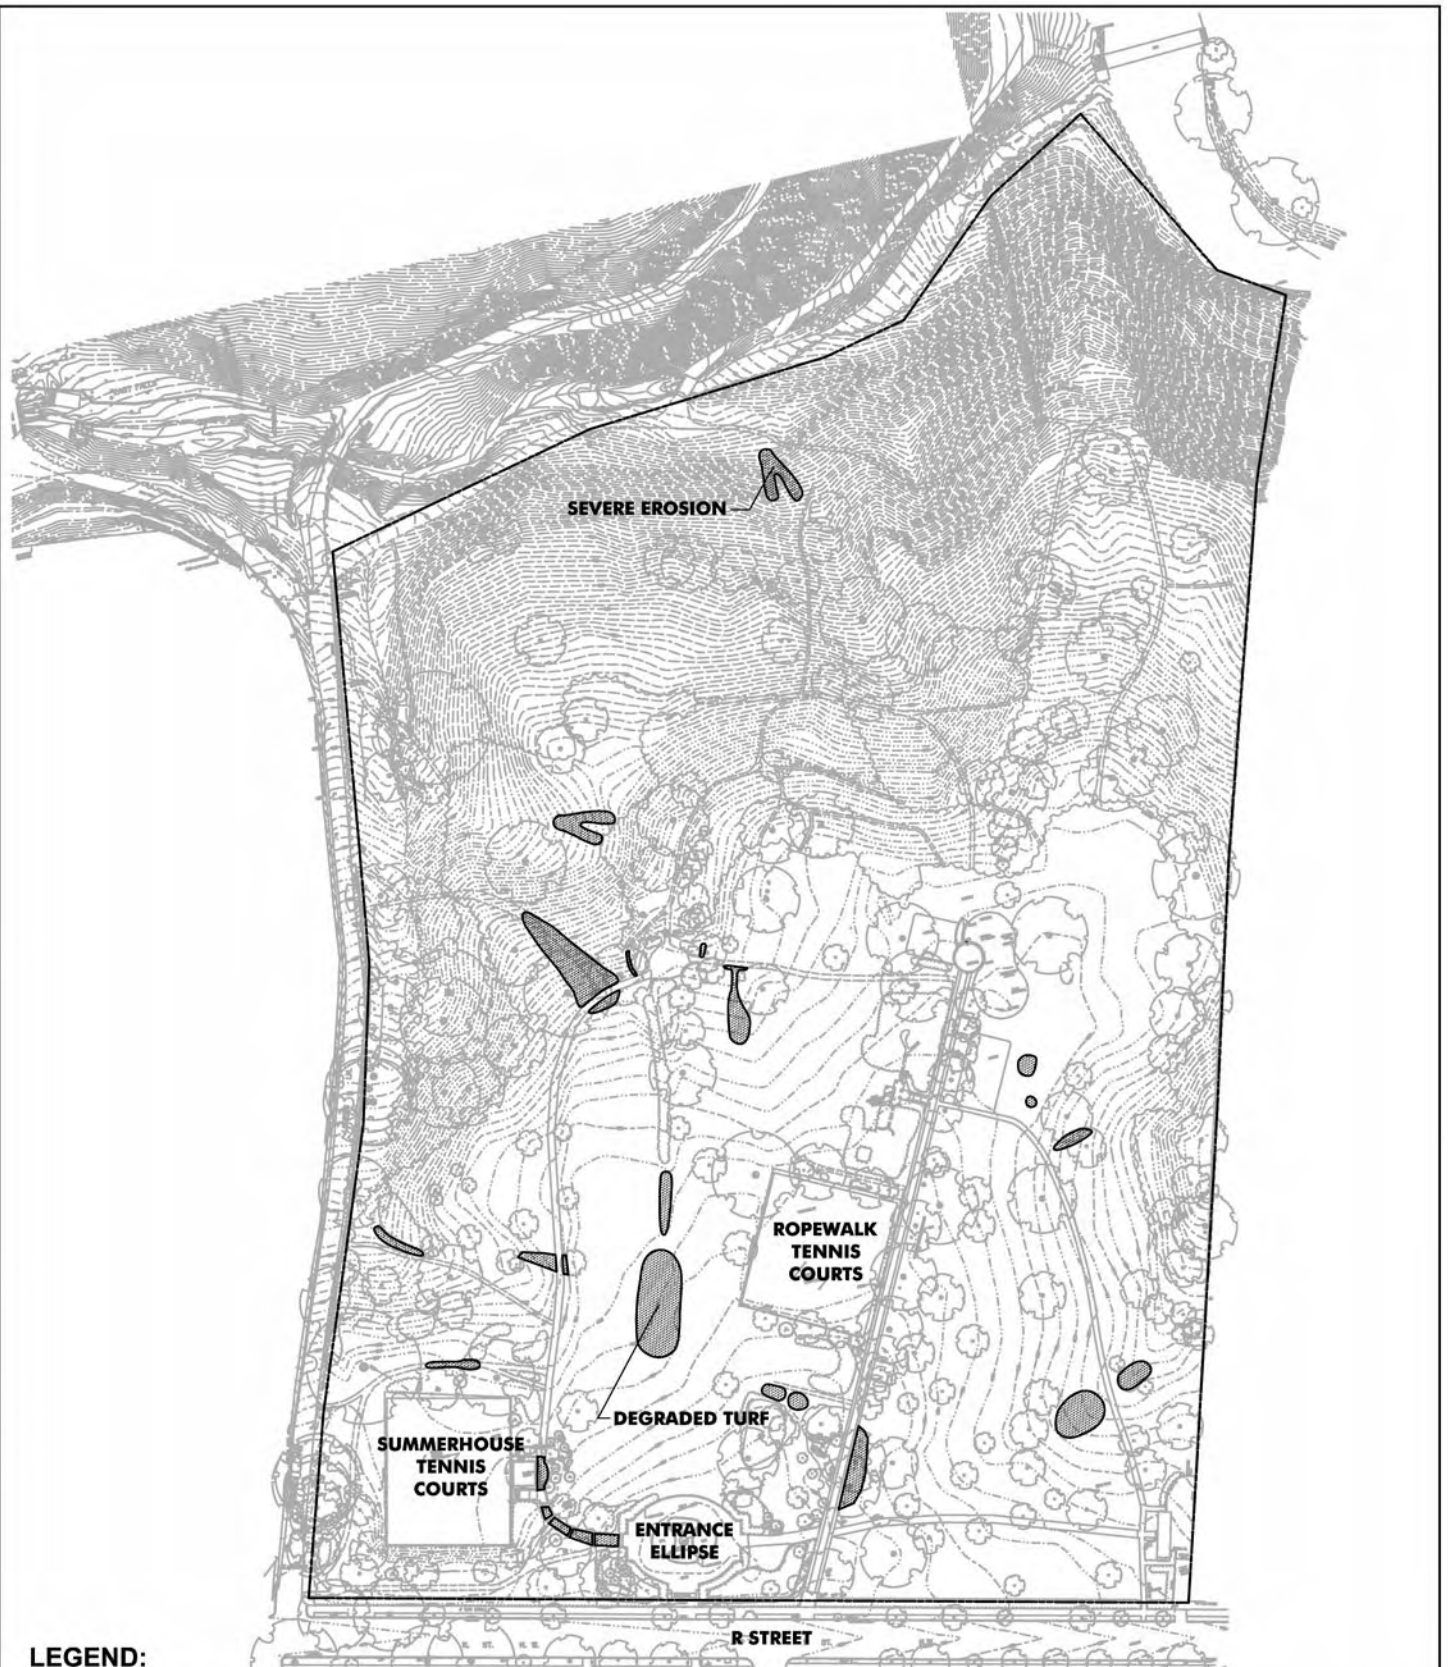 SEVERE EROSION
ROPEWALK
TENNIS
COURTS
DEGRADED TURF
SUMMERHOUSE
TENNIS
COURTS
ENTRANCE
ELLIPSE
R STREET
LEGEND: